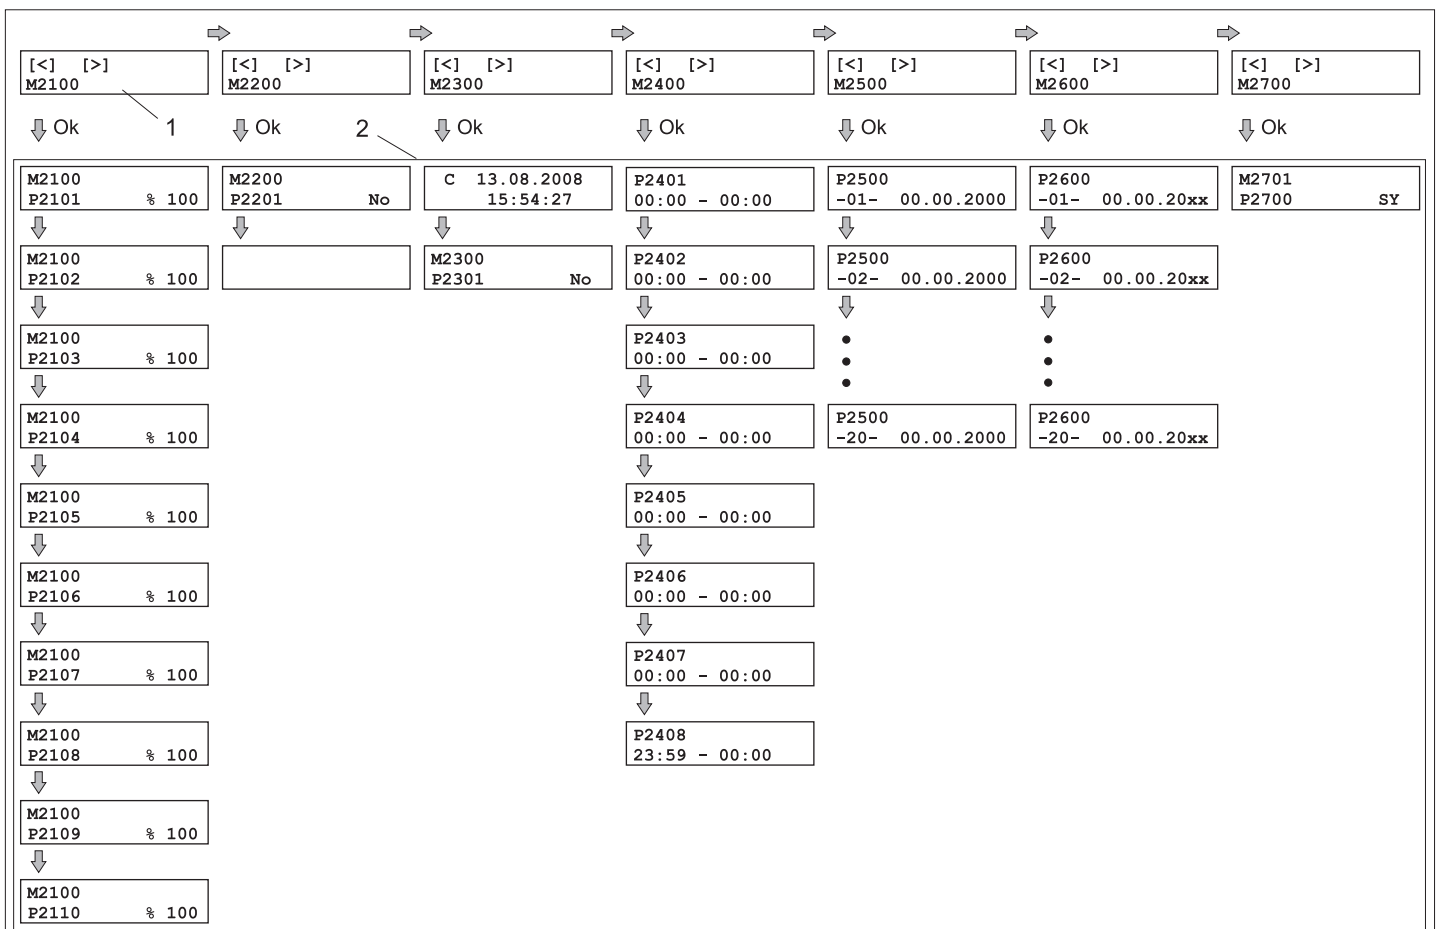 [<] [>]
M2100
[<] [>]
M2200
[<] [>]
M2300
[<] [>]
M2400
[<] [>]
M2500
[<] [>]
M2600
[<] [>]
M2700
Ok
1
Ok
2
Ok
Ok
Ok
Ok
Ok
M2100
P2101 % 100
M2100
P2102 % 100
M2100
P2103 % 100
M2100
P2104 % 100
M2100
P2105 % 100
M2100
P2106 % 100
M2100
P2107 % 100
M2100
P2108 % 100
M2100
P2109 % 100
M2100
P2110 % 100
M2200
P2201 No
C 13.08.2008
15:54:27
M2300
P2301 No
P2401
00:00 - 00:00
P2402
00:00 - 00:00
P2403
00:00 - 00:00
P2404
00:00 - 00:00
P2405
00:00 - 00:00
P2406
00:00 - 00:00
P2407
00:00 - 00:00
P2408
23:59 - 00:00
P2500
-01- 00.00.2000
P2500
-02- 00.00.2000
P2500
-20- 00.00.2000
P2600
-01- 00.00.20xx
P2600
-02- 00.00.20xx
P2600
-20- 00.00.20xx
M2701
P2700 SY